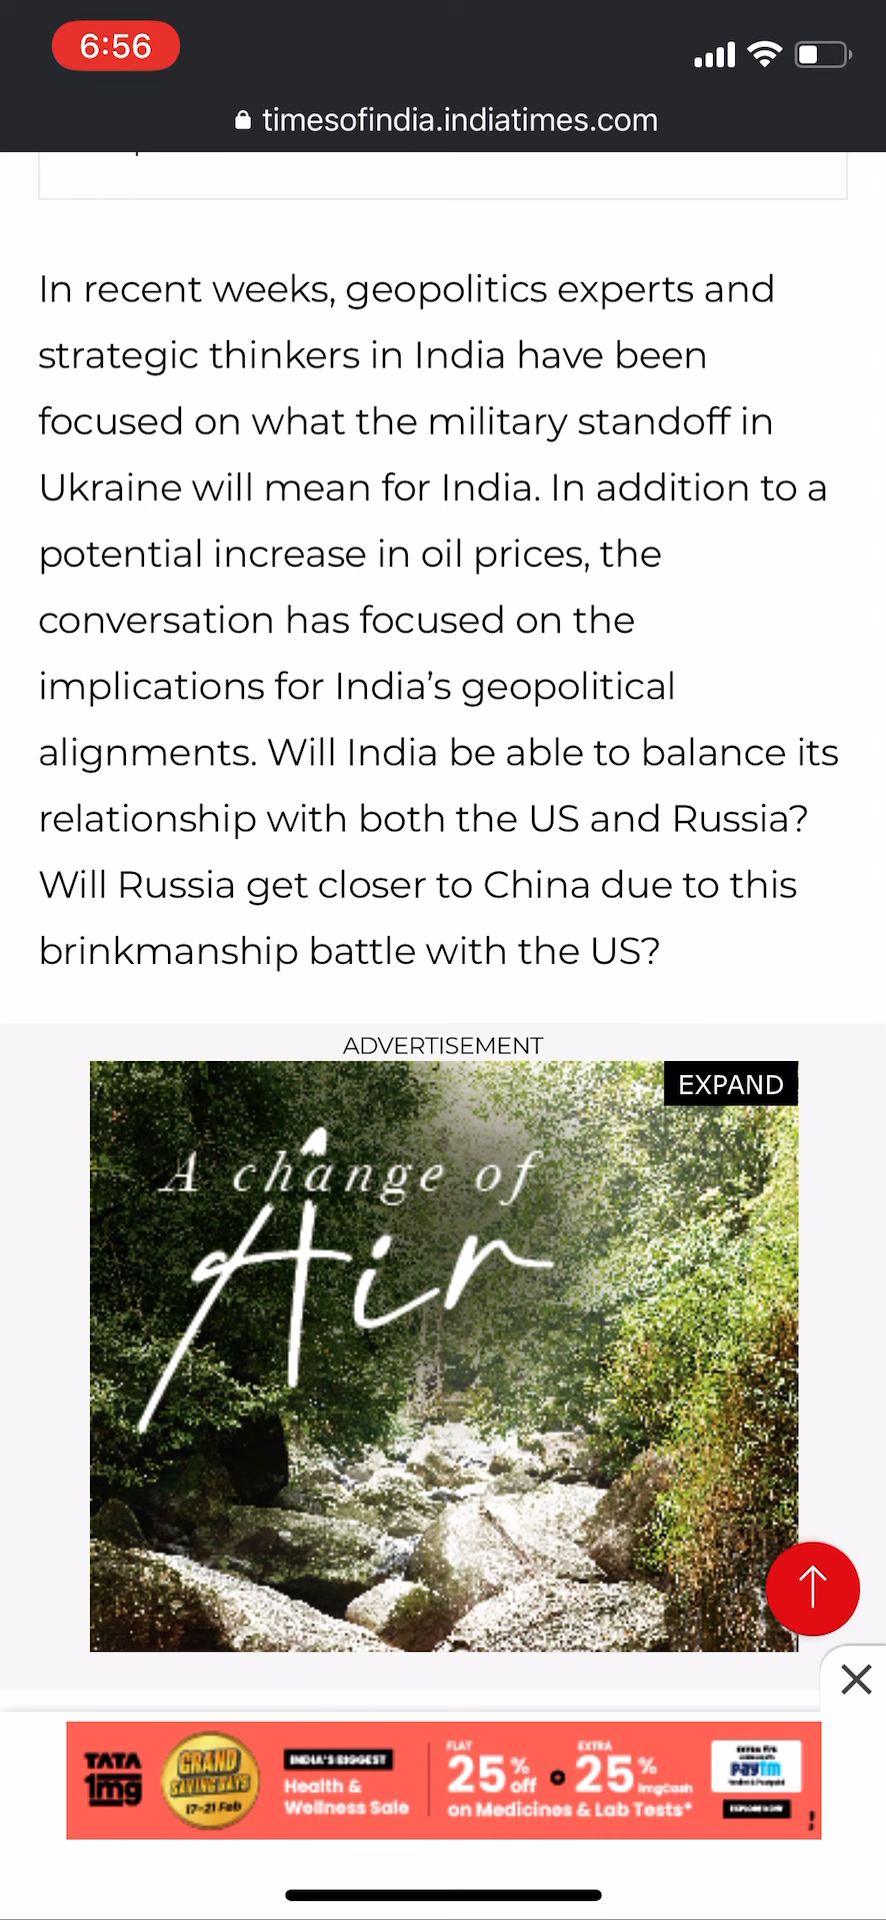 6:56
timesofindia.indiatimes.com
In recent weeks, geopolitics experts and
strategic thinkers in India have been
focused on what the military standoff in
Ukraine will mean for India. In addition to a
potential increase in oil prices, the
conversation has focused on the
implications for India’s geopolitical
alignments. Will India be able to balance its
relationship with both the US and Russia?
Will Russia get closer to China due to this
brinkmanship battle with the US?
ADVERTISEMENT
EXPAND
A change of
Air
TATA
1mg
GRAND
SAVING DAYS
17-21 Feb
INDIA'S BIGGEST
Health &
Wellness Sale
FLAT
25% off
EXTRA
25% 1mgCash
on Medicines & Lab Tests*
paytm
EXPLORE NOW